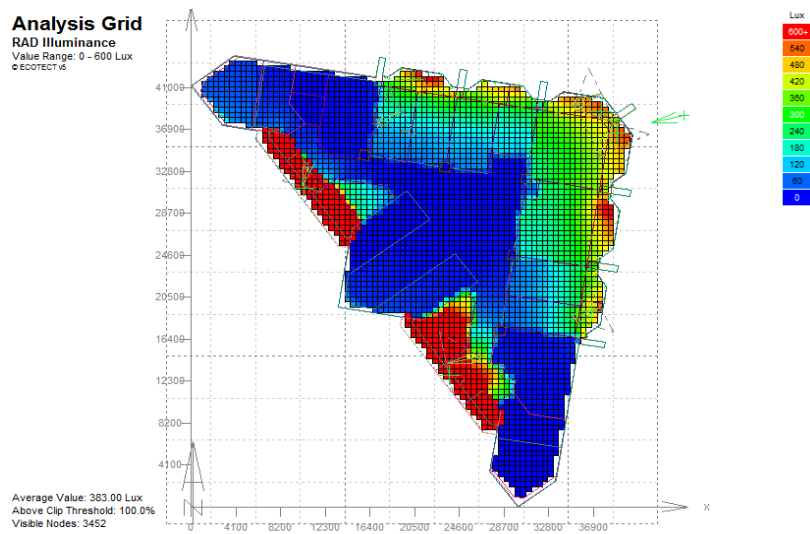 Analysis Grid
RAD Illuminance
Value Range: 0 - 600 Lux
© ECOTECT v5
Lux
600+
540
480
420
360
300
240
180
120
60
0
41000
36900
32800
28700
24600
20500
16400
12300
8200
4100
Average Value: 383.00 Lux
Above Clip Threshold: 100.0%
Visible Nodes: 3452
N
X
0 4100 8200 12300 16400 20500 24600 28700 32800 36900